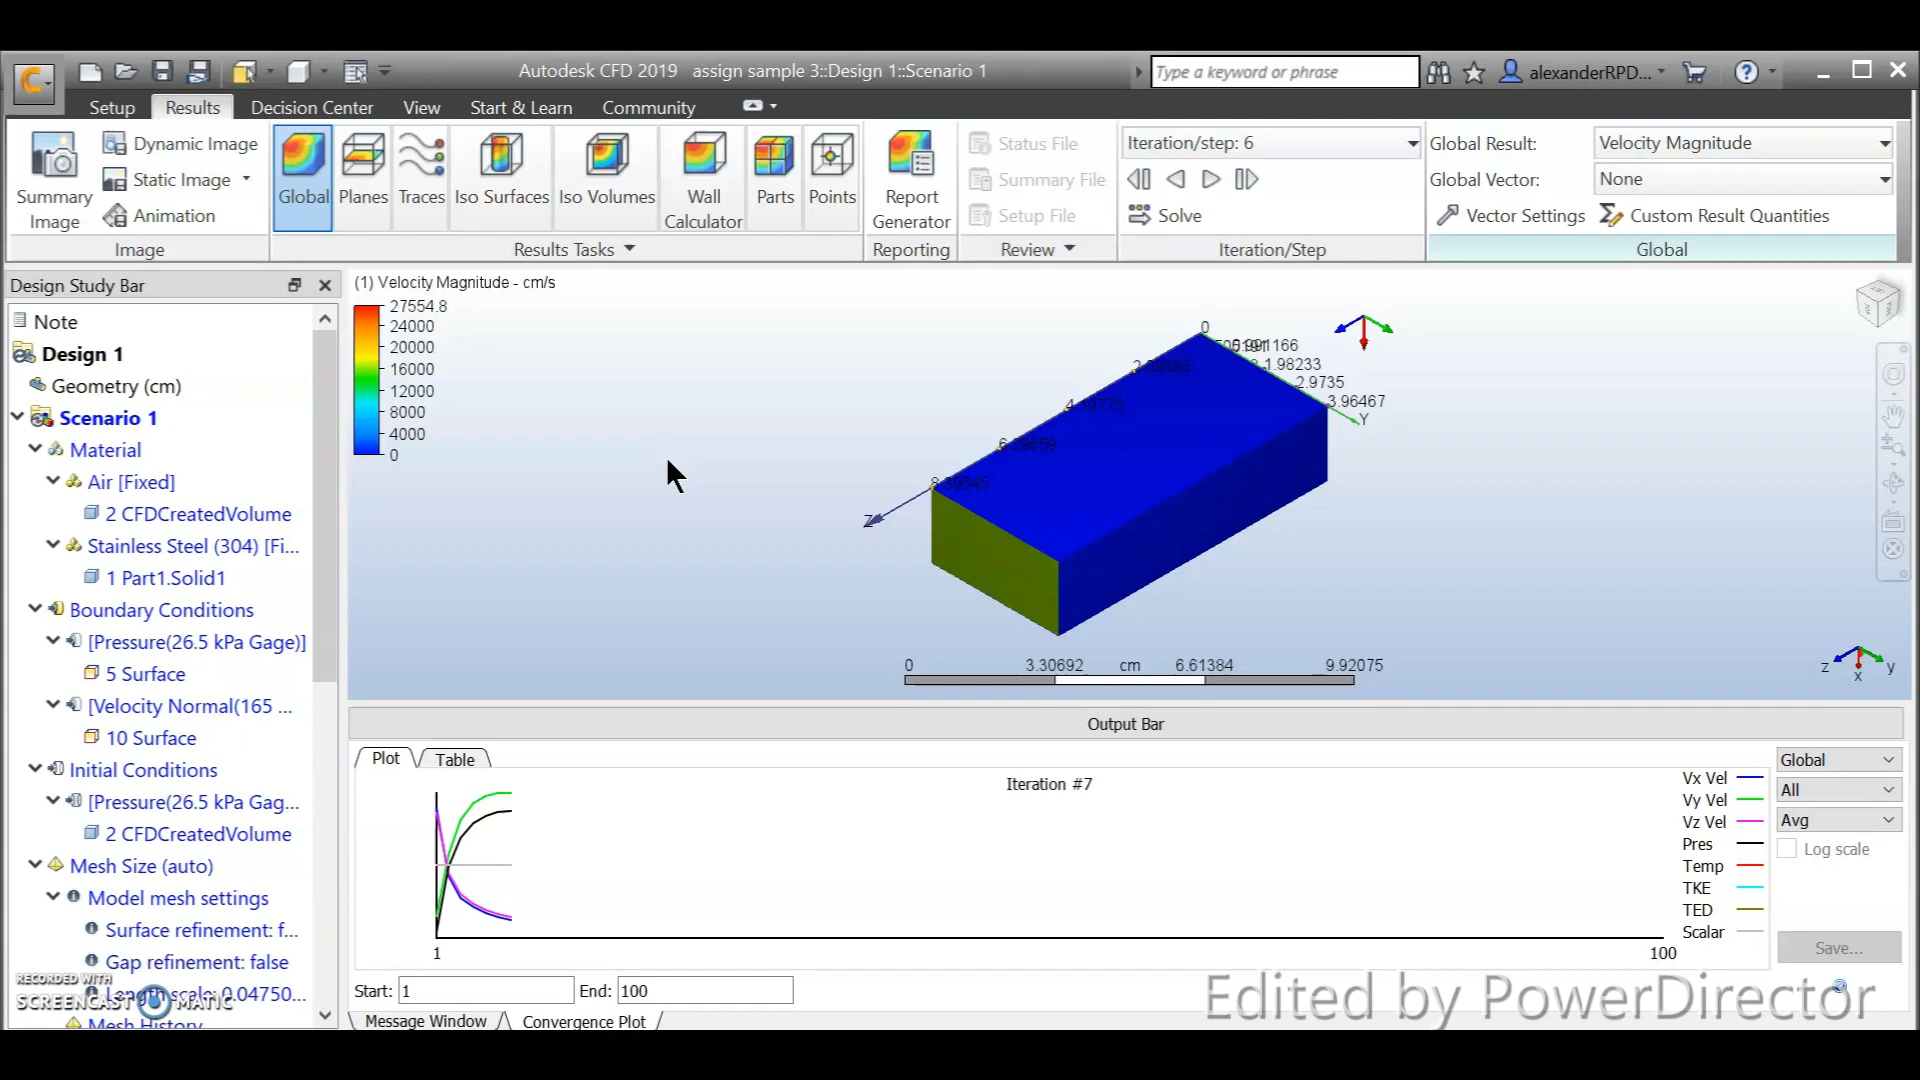 Autodesk CFD 2019 assign sample 3::Design 1::Scenario 1
Type a keyword or phrase
alexanderRPD...
Setup Results Decision Center View Start & Learn Community
Summary Image
Dynamic Image
Static Image
Animation
Image
Global
Planes
Traces
Iso Surfaces
Iso Volumes
Wall Calculator
Parts
Points
Results Tasks
Report Generator
Reporting
Status File
Summary File
Setup File
Review
Iteration/step: 6
Solve
Iteration/Step
Global Result: Velocity Magnitude
Global Vector: None
Vector Settings Custom Result Quantities
Global
Design Study Bar
Note
Design 1
Geometry (cm)
Scenario 1
Material
Air [Fixed]
2 CFDCreatedVolume
Stainless Steel (304) [Fi...
1 Part1.Solid1
Boundary Conditions
[Pressure(26.5 kPa Gage)]
5 Surface
[Velocity Normal(165 ...
10 Surface
Initial Conditions
[Pressure(26.5 kPa Gag...
2 CFDCreatedVolume
Mesh Size (auto)
Model mesh settings
Surface refinement: f...
Gap refinement: false
Length scale: 0.04750...
Mesh History
RECORDED WITH
SCREENCAST MATIC
(1) Velocity Magnitude - cm/s
27554.8
24000
20000
16000
12000
8000
4000
0
0
1.98233
2.9735
3.96467
Y
Z
0 3.30692 cm 6.61384 9.92075
z x y
Output Bar
Plot Table
Iteration #7
1 100
Vx Vel
Vy Vel
Vz Vel
Pres
Temp
TKE
TED
Scalar
Global
All
Avg
Log scale
Save...
Start: 1 End: 100
Message Window Convergence Plot
Edited by PowerDirector